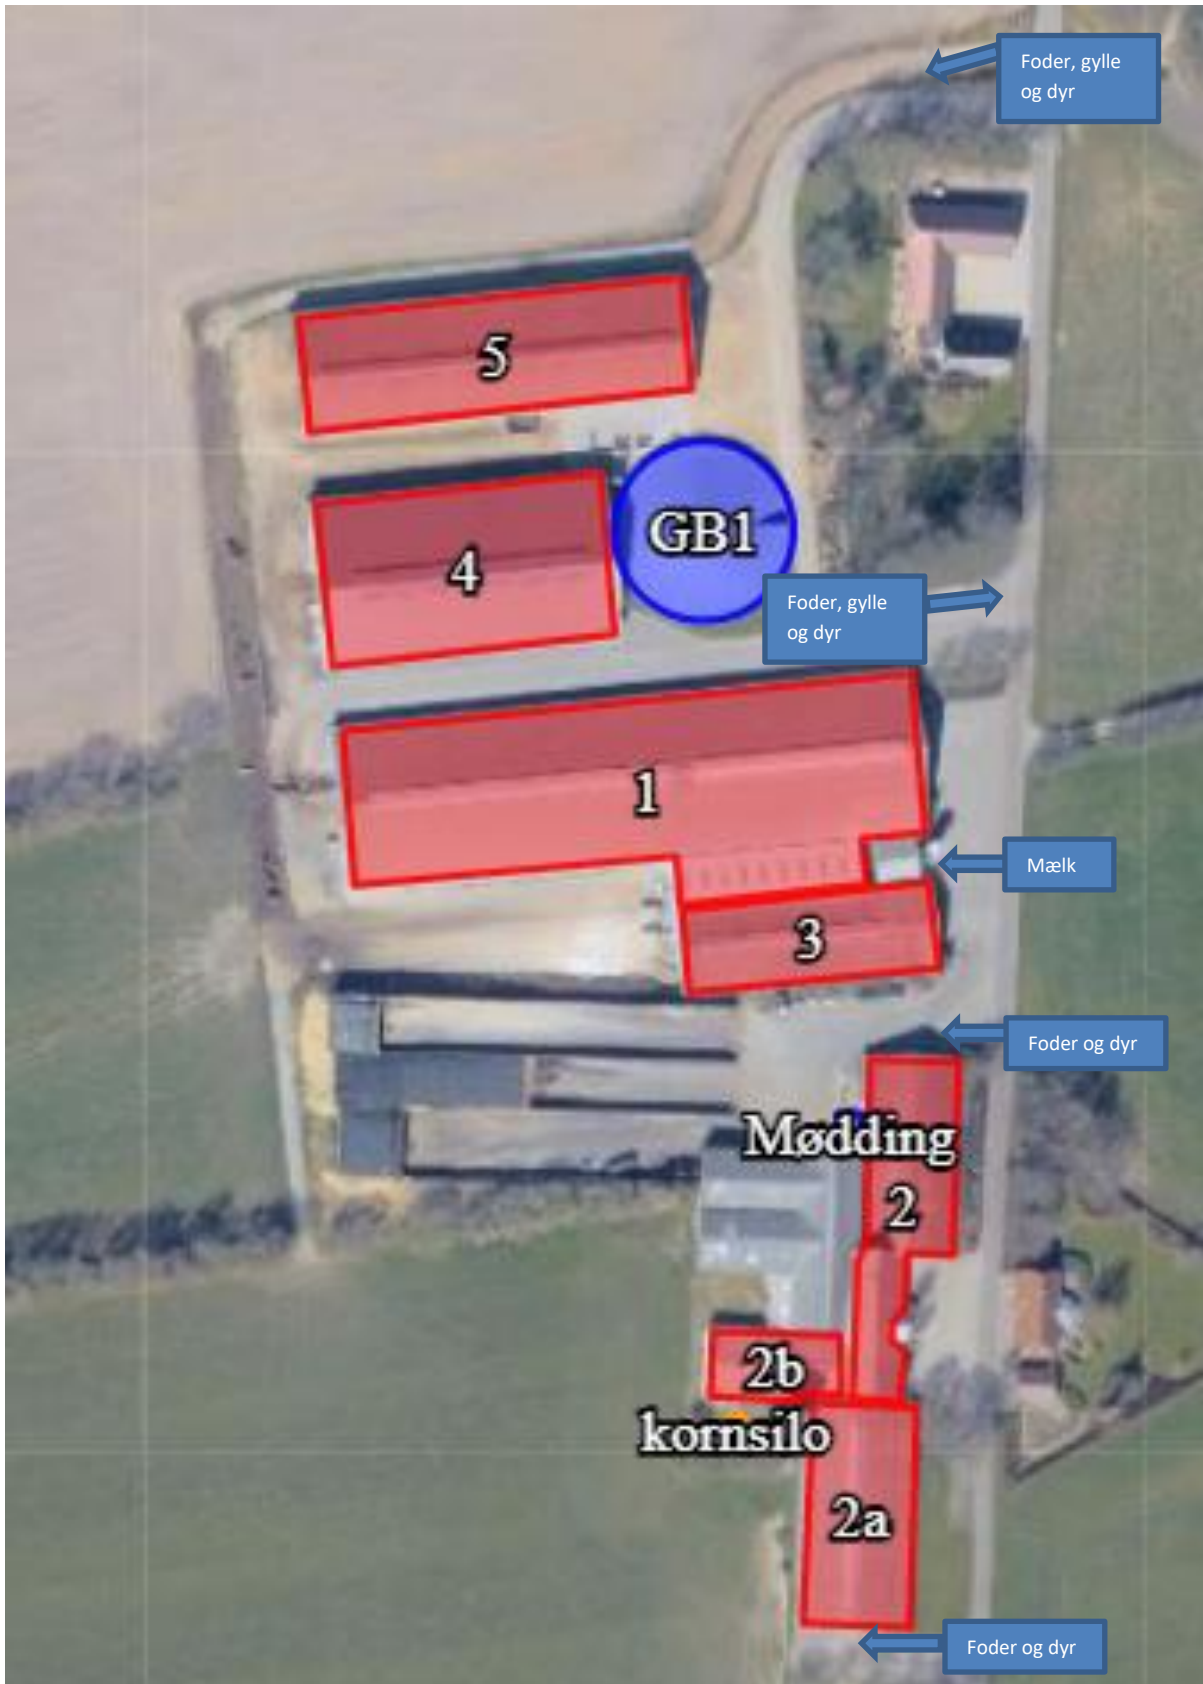 Foder, gylle
og dyr
5
GB1
4
Foder, gylle
og dyr
1
Mælk
3
Foder og dyr
Mødding
2
2b
kornsilo
2a
Foder og dyr